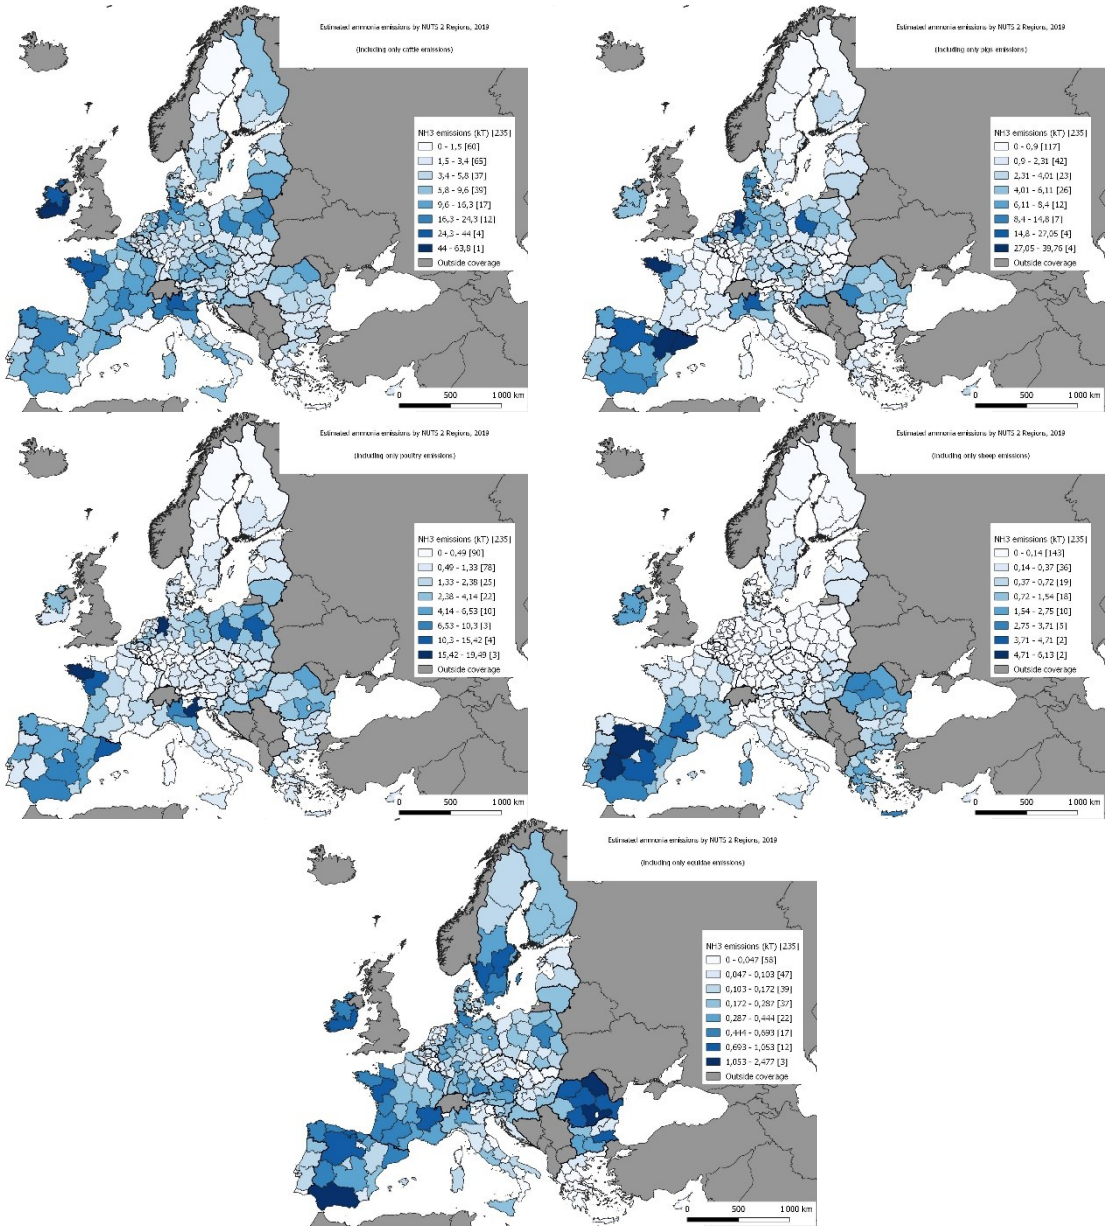 Estimated ammonia emissions by NUTS 2 Regions, 2019
(Including only cattle emissions)
NH3 emissions (kT) [235]
0 - 1,5 [60]
1,5 - 3,4 [65]
3,4 - 5,8 [37]
5,8 - 9,6 [39]
9,6 - 16,3 [17]
16,3 - 24,3 [12]
24,3 - 44 [4]
44 - 63,8 [1]
Outside coverage
0 500 1 000 km
Estimated ammonia emissions by NUTS 2 Regions, 2019
(Including only pigs emissions)
NH3 emissions (kT) [235]
0 - 0,9 [117]
0,9 - 2,31 [42]
2,31 - 4,01 [23]
4,01 - 6,11 [26]
6,11 - 8,4 [12]
8,4 - 14,8 [7]
14,8 - 27,05 [4]
27,05 - 39,76 [4]
Outside coverage
0 500 1 000 km
Estimated ammonia emissions by NUTS 2 Regions, 2019
(Including only poultry emissions)
NH3 emissions (kT) [235]
0 - 0,49 [90]
0,49 - 1,33 [78]
1,33 - 2,38 [25]
2,38 - 4,14 [22]
4,14 - 6,53 [10]
6,53 - 10,3 [3]
10,3 - 15,42 [4]
15,42 - 19,49 [3]
Outside coverage
0 500 1 000 km
Estimated ammonia emissions by NUTS 2 Regions, 2019
(Including only sheep emissions)
NH3 emissions (kT) [235]
0 - 0,14 [143]
0,14 - 0,37 [36]
0,37 - 0,72 [19]
0,72 - 1,54 [18]
1,54 - 2,75 [10]
2,75 - 3,71 [5]
3,71 - 4,71 [2]
4,71 - 6,13 [2]
Outside coverage
0 500 1 000 km
Estimated ammonia emissions by NUTS 2 Regions, 2019
(Including only equidae emissions)
NH3 emissions (kT) [235]
0 - 0,047 [58]
0,047 - 0,103 [47]
0,103 - 0,172 [39]
0,172 - 0,287 [37]
0,287 - 0,444 [22]
0,444 - 0,693 [17]
0,693 - 1,053 [12]
1,053 - 2,477 [3]
Outside coverage
0 500 1 000 km